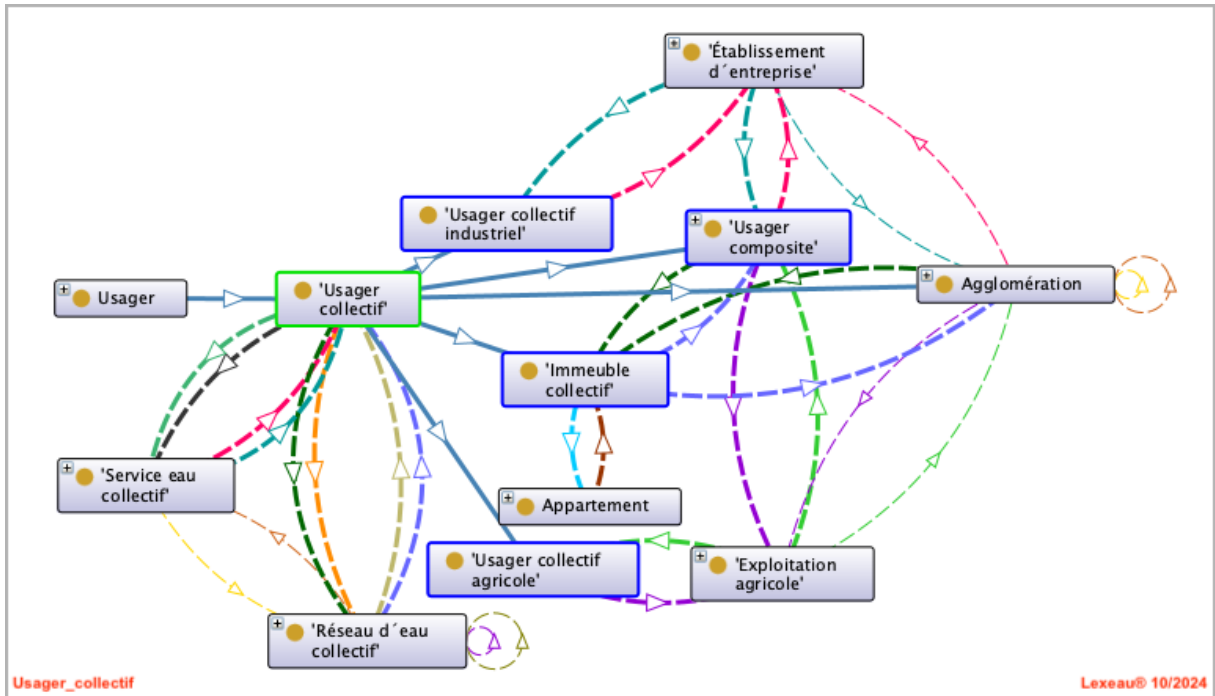 'Établissement
d´entreprise'
'Usager collectif
industriel'
'Usager
composite'
Usager
'Usager
collectif'
Agglomération
'Immeuble
collectif'
'Service eau
collectif'
Appartement
'Usager collectif
agricole'
'Exploitation
agricole'
'Réseau d´eau
collectif'
Usager_collectif
Lexeau® 10/2024